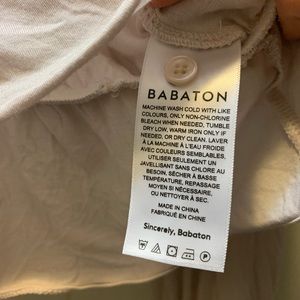 BABATON
MACHINE WASH COLD WITH LIKE
COLOURS, ONLY NON-CHLORINE
BLEACH WHEN NEEDED, TUMBLE
DRY LOW, WARM IRON ONLY IF
NEEDED, OR DRY CLEAN. LAVER
À LA MACHINE À L'EAU FROIDE
AVEC COULEURS SEMBLABLES,
UTILISER SEULEMENT UN
JAVELLISANT SANS CHLORE AU
BESOIN, SÉCHER À BASSE
TEMPÉRATURE, REPASSAGE
MOYEN SI NÉCESSAIRE,
OU NETTOYER À SEC.
MADE IN CHINA
FABRIQUÉ EN CHINE
Sincerely, Babaton
P